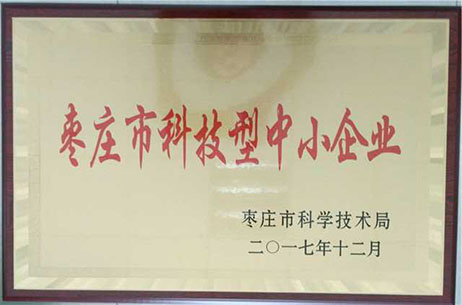 枣庄市科技型中小企业
枣庄市科学技术局
二〇一七年十二月